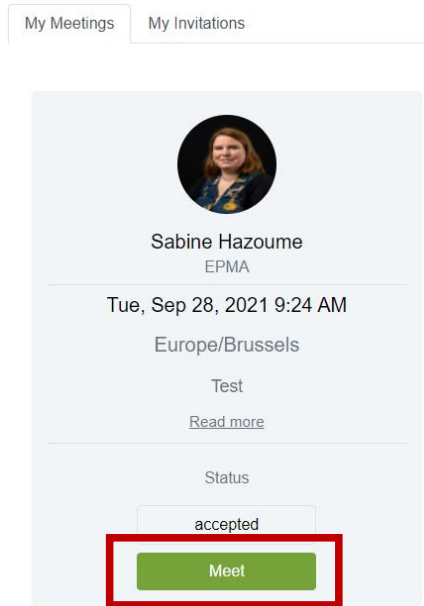 My Meetings My Invitations
Sabine Hazoume
EPMA
Tue, Sep 28, 2021 9:24 AM
Europe/Brussels
Test
Read more
Status
accepted
Meet